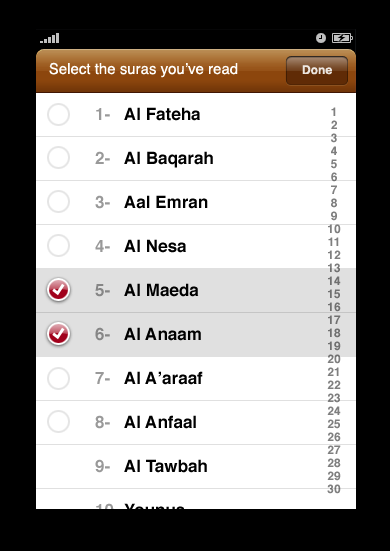 Select the suras you've read
Done
1- Al Fateha
2- Al Baqarah
3- Aal Emran
4- Al Nesa
5- Al Maeda
6- Al Anaam
7- Al A’araaf
8- Al Anfaal
9- Al Tawbah
10- Younus
1
2
3
4
5
6
7
8
9
10
11
12
13
14
15
16
17
18
19
20
21
22
23
24
25
26
27
28
29
30